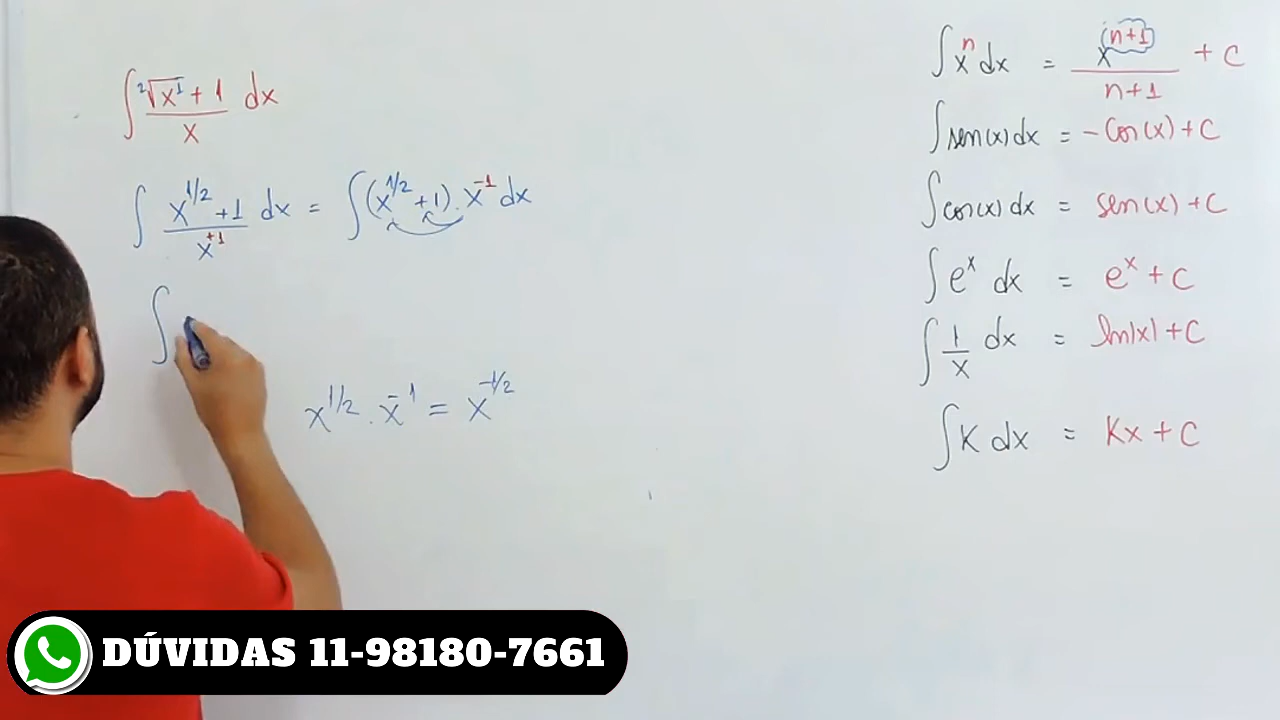 ∫ ²√x¹ + 1 / x dx
∫ x^1/2 + 1 / x^+1 dx = ∫ (x^1/2 + 1) . x^-1 dx
∫
x^1/2 . x^-1 = x^-1/2
∫ x^n dx = x^(n+1) / n+1 + C
∫ sen(x) dx = - cos(x) + C
∫ cos(x) dx = sen(x) + C
∫ e^x dx = e^x + C
∫ 1/x dx = ln|x| + C
∫ K dx = Kx + C
DÚVIDAS 11-98180-7661